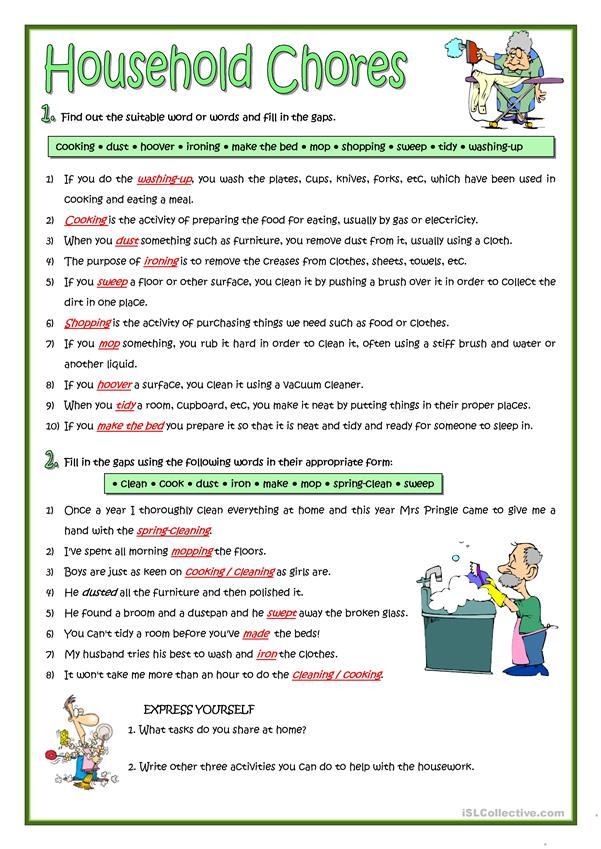 Household Chores
1. Find out the suitable word or words and fill in the gaps.
cooking • dust • hoover • ironing • make the bed • mop • shopping • sweep • tidy • washing-up
1) If you do the washing-up, you wash the plates, cups, knives, forks, etc, which have been used in
cooking and eating a meal.
2) Cooking is the activity of preparing the food for eating, usually by gas or electricity.
3) When you dust something such as furniture, you remove dust from it, usually using a cloth.
4) The purpose of ironing is to remove the creases from clothes, sheets, towels, etc.
5) If you sweep a floor or other surface, you clean it by pushing a brush over it in order to collect the
dirt in one place.
6) Shopping is the activity of purchasing things we need such as food or clothes.
7) If you mop something, you rub it hard in order to clean it, often using a stiff brush and water or
another liquid.
8) If you hoover a surface, you clean it using a vacuum cleaner.
9) When you tidy a room, cupboard, etc, you make it neat by putting things in their proper places.
10) If you make the bed you prepare it so that it is neat and tidy and ready for someone to sleep in.
2. Fill in the gaps using the following words in their appropriate form:
• clean • cook • dust • iron • make • mop • spring-clean • sweep
1) Once a year I thoroughly clean everything at home and this year Mrs Pringle came to give me a
hand with the spring-cleaning.
2) I've spent all morning mopping the floors.
3) Boys are just as keen on cooking / cleaning as girls are.
4) He dusted all the furniture and then polished it.
5) He found a broom and a dustpan and he swept away the broken glass.
6) You can't tidy a room before you've made the beds!
7) My husband tries his best to wash and iron the clothes.
8) It won't take me more than an hour to do the cleaning / cooking.
EXPRESS YOURSELF
1. What tasks do you share at home?
2. Write other three activities you can do to help with the housework.
iSLCollective.com